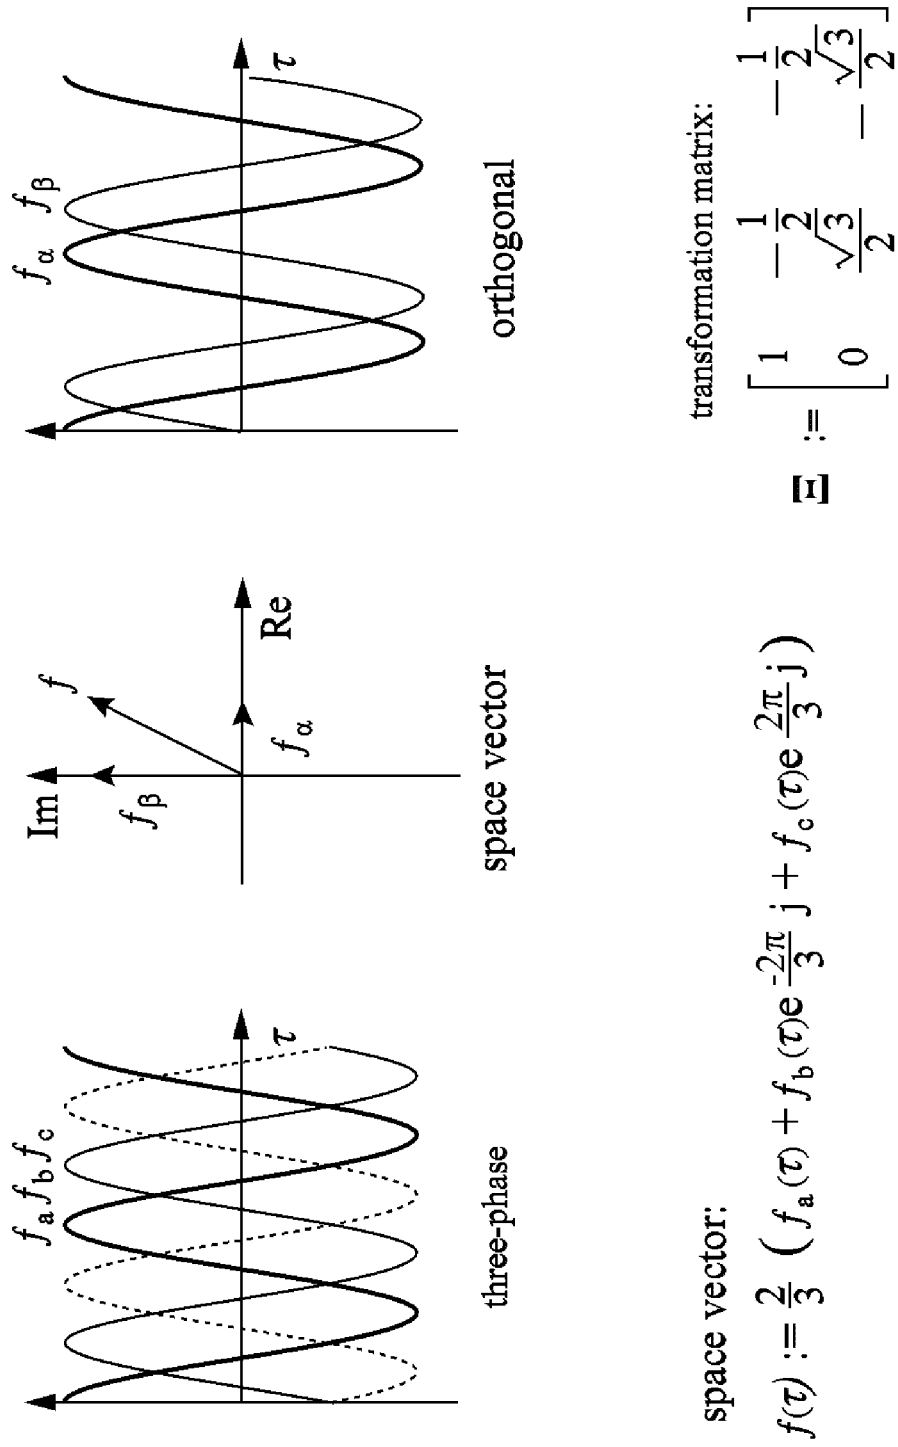 f_a f_b f_c
τ
three-phase
Im
f
f_β
f_α
Re
space vector
f_α f_β
τ
orthogonal
space vector:
f(τ) := 2/3 ( f_a(τ) + f_b(τ)e -2π/3 j + f_c(τ)e 2π/3 j )
transformation matrix:
Ξ := [ 1 −1/2 −1/2
0 √3/2 −√3/2 ]